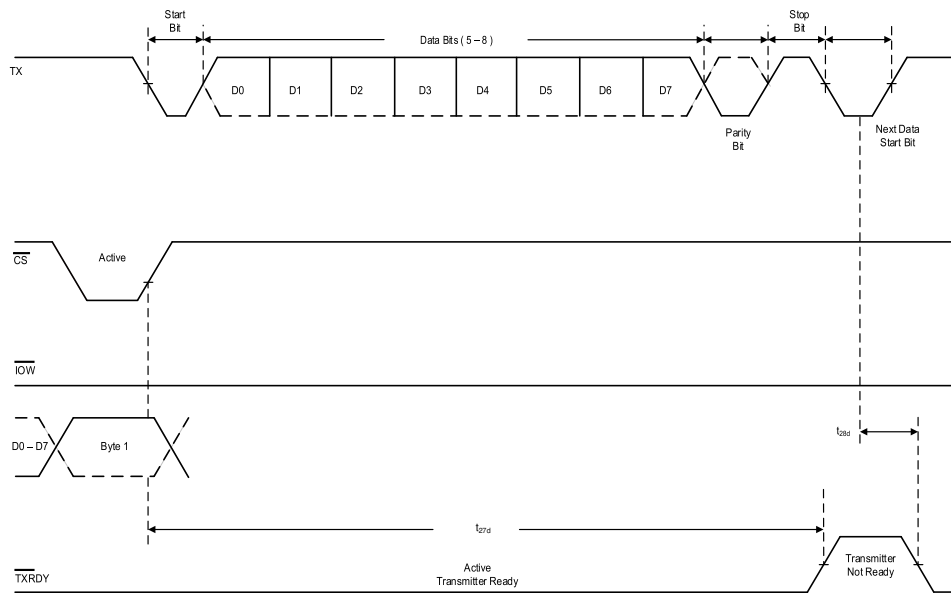 Start
Bit
Data Bits ( 5 – 8 )
Stop
Bit
TX
D0
D1
D2
D3
D4
D5
D6
D7
Parity
Bit
Next Data
Start Bit
CS
Active
IOW
D0 – D7
Byte 1
t28d
t27d
TXRDY
Active
Transmitter Ready
Transmitter
Not Ready